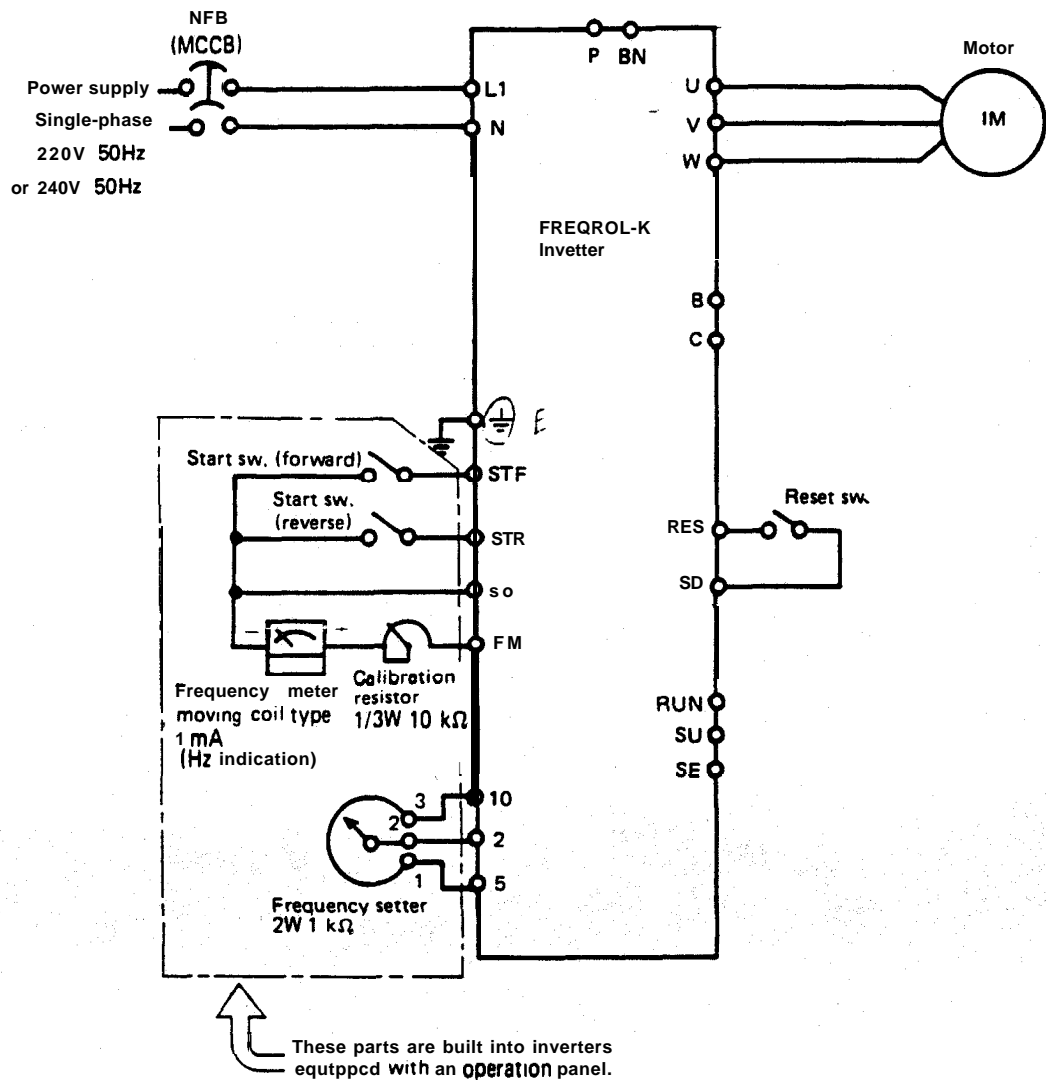 NFB
(MCCB)
Power supply
Single-phase
220V 50Hz
or 240V 50Hz
L1
N
P BN
U
V
W
Motor
IM
FREQROL-K
Invetter
B
C
E
Start sw. (forward)
STF
Start sw.
(reverse)
STR
so
− +
FM
Frequency meter
moving coil type
1 mA
(Hz indication)
Calibration
resistor
1/3W 10 kΩ
Reset sw.
RES
SD
RUN
SU
SE
3
10
2
2
1
5
Frequency setter
2W 1 kΩ
These parts are built into inverters
equtppcd with an operation panel.